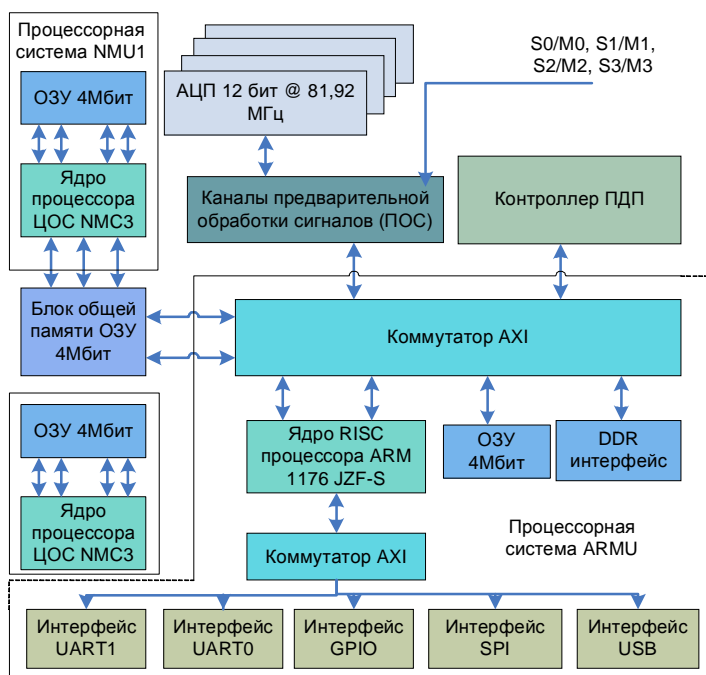 Процессорная
система NMU1
ОЗУ 4Мбит
Ядро
процессора
ЦОС NMC3
АЦП 12 бит @ 81,92
МГц
S0/M0, S1/M1,
S2/M2, S3/M3
Каналы предварительной
обработки сигналов (ПОС)
Контроллер ПДП
Блок общей
памяти ОЗУ
4Мбит
Коммутатор AXI
ОЗУ 4Мбит
Ядро
процессора
ЦОС NMC3
Ядро RISC
процессора ARM
1176 JZF-S
ОЗУ
4Мбит
DDR
интерфейс
Коммутатор AXI
Процессорная
система ARMU
Интерфейс
UART1
Интерфейс
UART0
Интерфейс
GPIO
Интерфейс
SPI
Интерфейс
USB